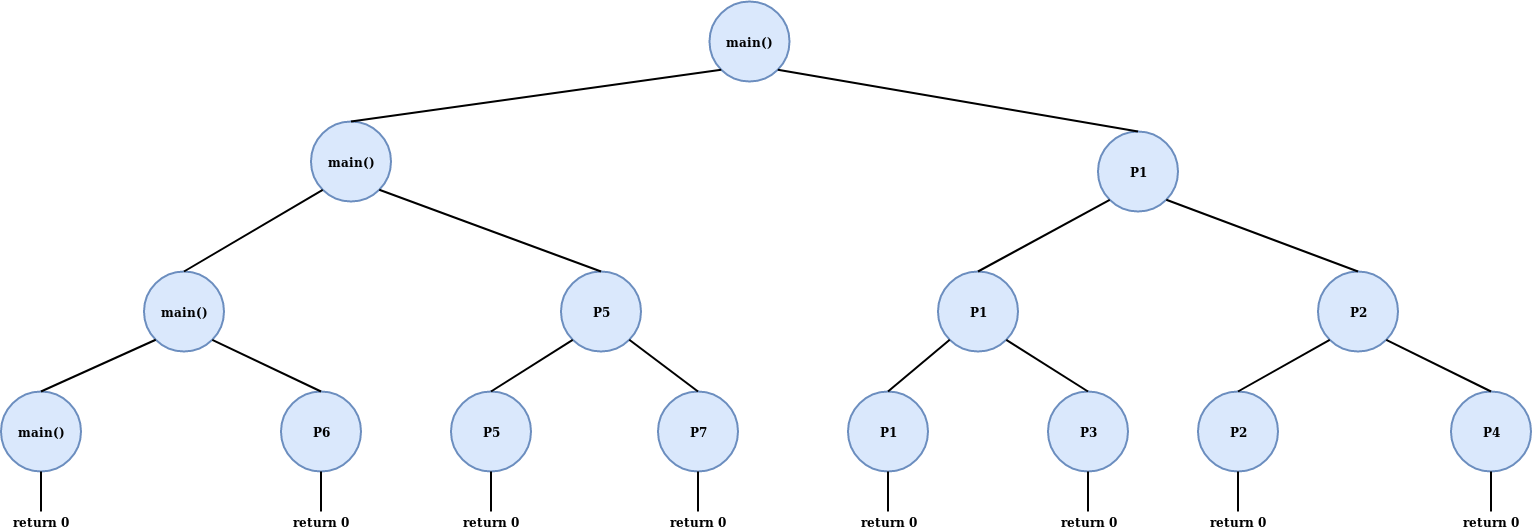 main()
main()
P1
main()
P5
P1
P2
main()
P6
P5
P7
P1
P3
P2
P4
return 0
return 0
return 0
return 0
return 0
return 0
return 0
return 0